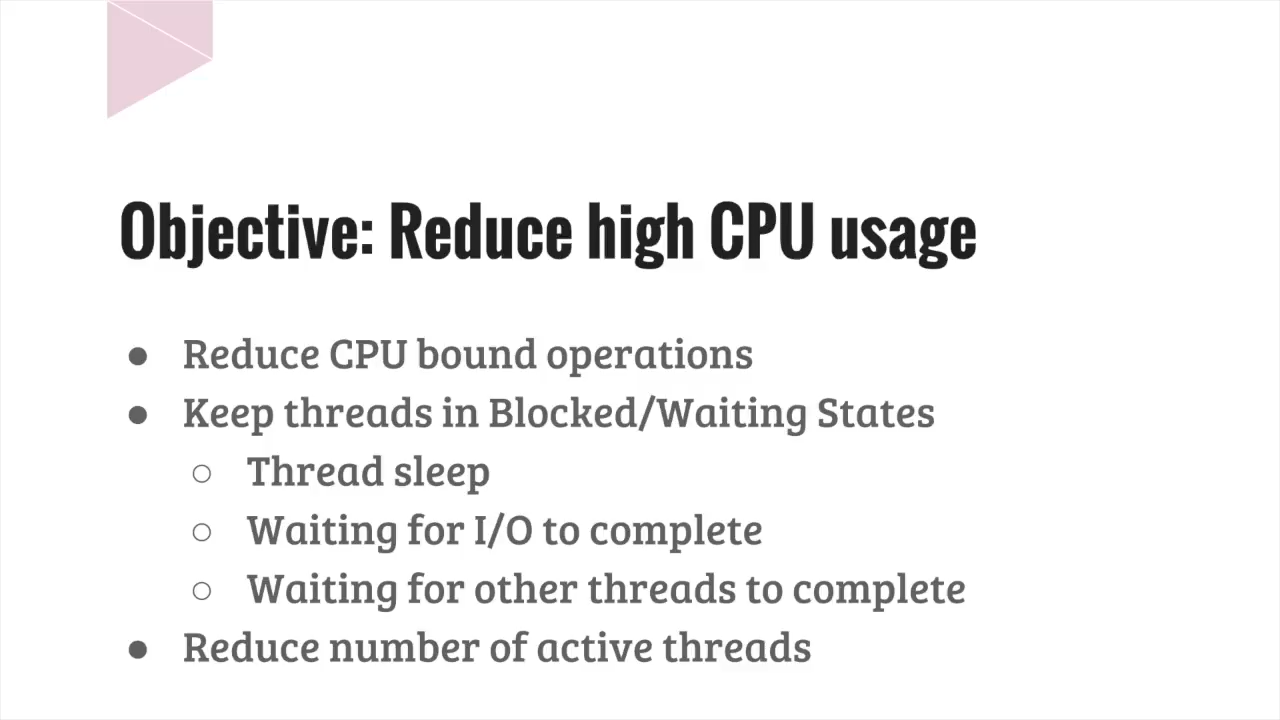 Objective: Reduce high CPU usage
● Reduce CPU bound operations
● Keep threads in Blocked/Waiting States
○ Thread sleep
○ Waiting for I/O to complete
○ Waiting for other threads to complete
● Reduce number of active threads